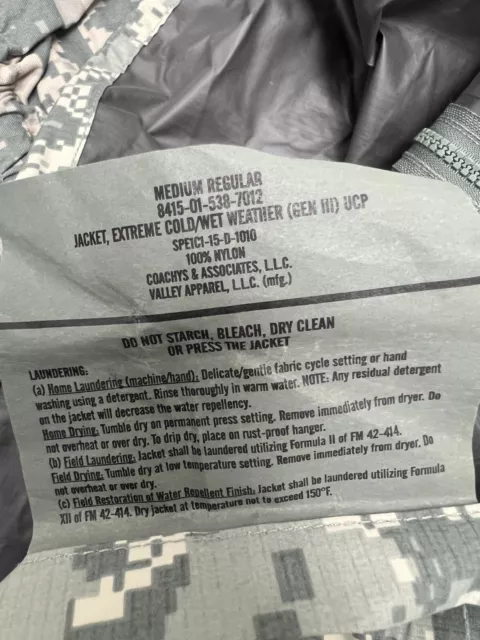 MEDIUM REGULAR
8415-01-538-7012
JACKET, EXTREME COLD/WET WEATHER (GEN III) UCP
SPE1C1-15-D-1010
100% NYLON
COACHYS & ASSOCIATES, L.L.C.
VALLEY APPAREL, L.L.C. (mfg.)
DO NOT STARCH, BLEACH, DRY CLEAN
OR PRESS THE JACKET
LAUNDERING:
(a) Home Laundering (machine/hand): Delicate/gentle fabric cycle setting or hand
washing using a detergent. Rinse thoroughly in warm water. NOTE: Any residual detergent
on the jacket will decrease the water repellency.
Home Drying: Tumble dry on permanent press setting. Remove immediately from dryer. Do
not overheat or over dry. To drip dry, place on rust-proof hanger.
(b) Field Laundering: Jacket shall be laundered utilizing Formula II of FM 42-414.
Field Drying: Tumble dry at low temperature setting. Remove immediately from dryer. Do
not overheat or over dry.
(c) Field Restoration of Water Repellent Finish: Jacket shall be laundered utilizing Formula
XII of FM 42-414. Dry jacket at temperature not to exceed 150°F.